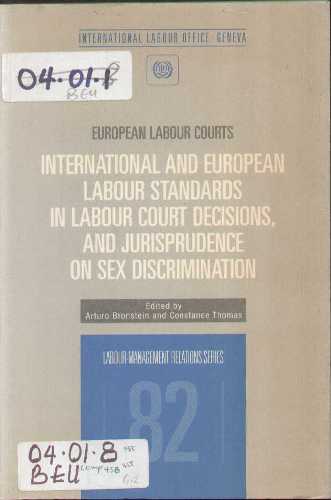 INTERNATIONAL LABOUR OFFICE GENEVA
04.01.8
BEU
EUROPEAN LABOUR COURTS
INTERNATIONAL AND EUROPEAN
LABOUR STANDARDS
IN LABOUR COURT DECISIONS,
AND JURISPRUDENCE
ON SEX DISCRIMINATION
Edited by
Arturo Bronstein and Constance Thomas
LABOUR-MANAGEMENT RELATIONS SERIES
82
04.01.8
BEU